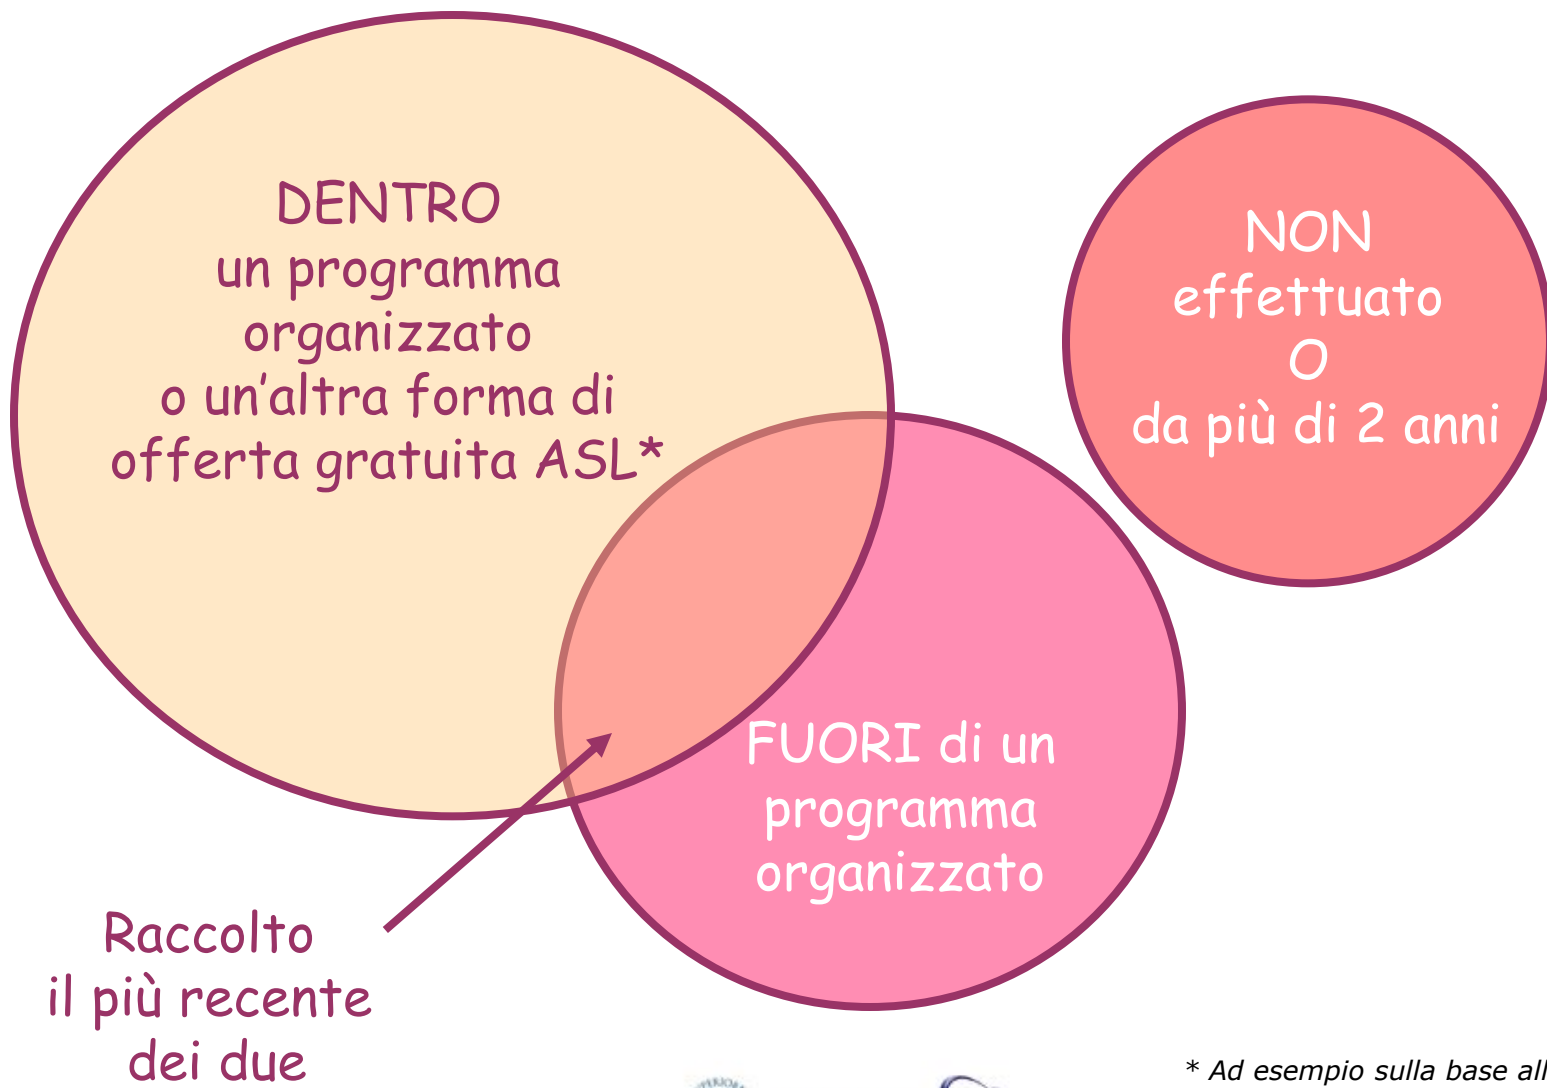 DENTRO
un programma
organizzato
o un'altra forma di
offerta gratuita ASL*
NON
effettuato
O
da più di 2 anni
FUORI di un
programma
organizzato
Raccolto
il più recente
dei due
* Ad esempio sulla base all